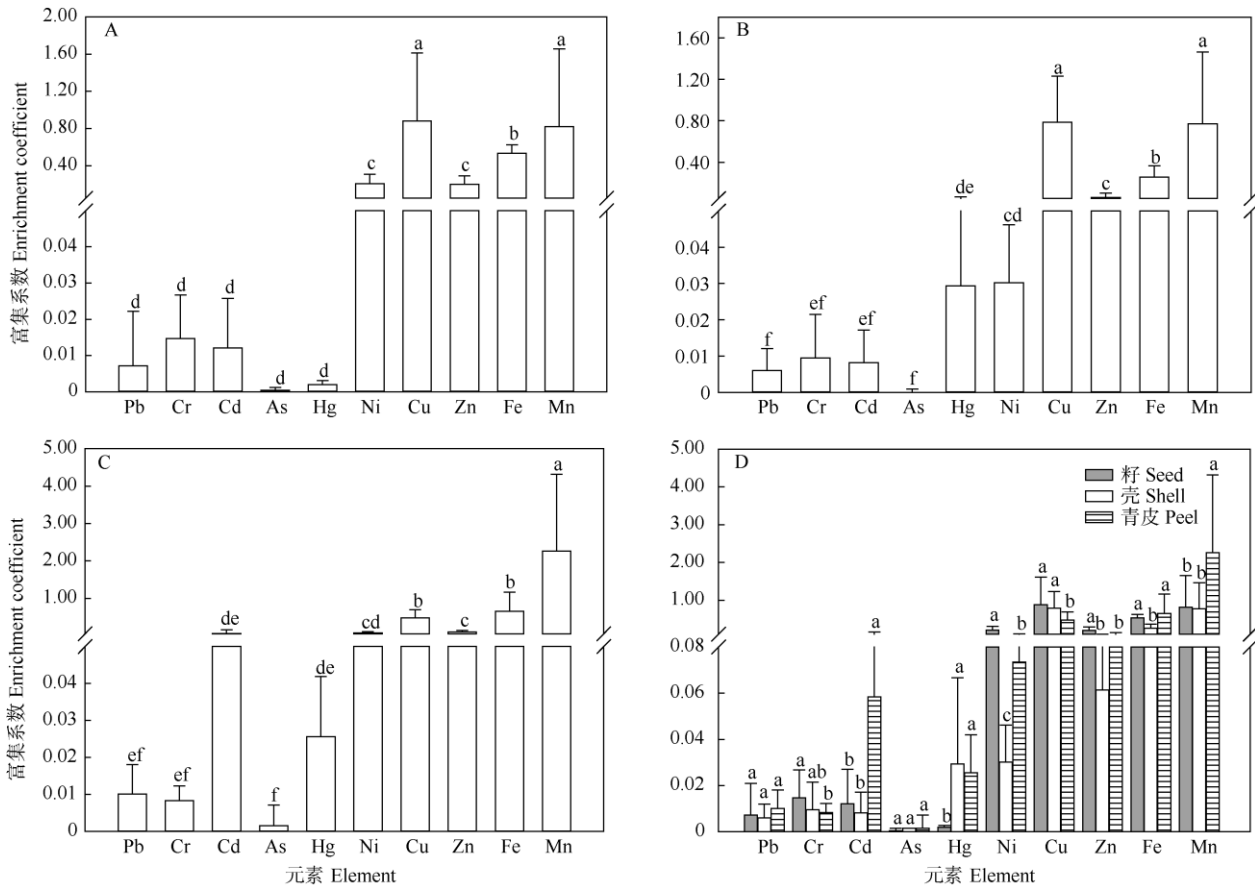 A
2.00
1.60
1.20
0.80
0.40
0.04
0.03
0.02
0.01
0
富集系数 Enrichment coefficient
d d d d d c a c b a
Pb Cr Cd As Hg Ni Cu Zn Fe Mn
B
1.60
1.20
0.80
0.40
0.04
0.03
0.02
0.01
0
f ef ef f de cd a c b a
Pb Cr Cd As Hg Ni Cu Zn Fe Mn
C
5.00
4.00
3.00
2.00
1.00
0.04
0.03
0.02
0.01
0
富集系数 Enrichment coefficient
ef ef de f de cd b c b a
Pb Cr Cd As Hg Ni Cu Zn Fe Mn
元素 Element
D
籽 Seed
壳 Shell
青皮 Peel
5.00
4.00
3.00
2.00
1.00
0.08
0.06
0.04
0.02
0
a a a a ab b b b a a a a b a a a c b a a b a b b a b a b b a
Pb Cr Cd As Hg Ni Cu Zn Fe Mn
元素 Element